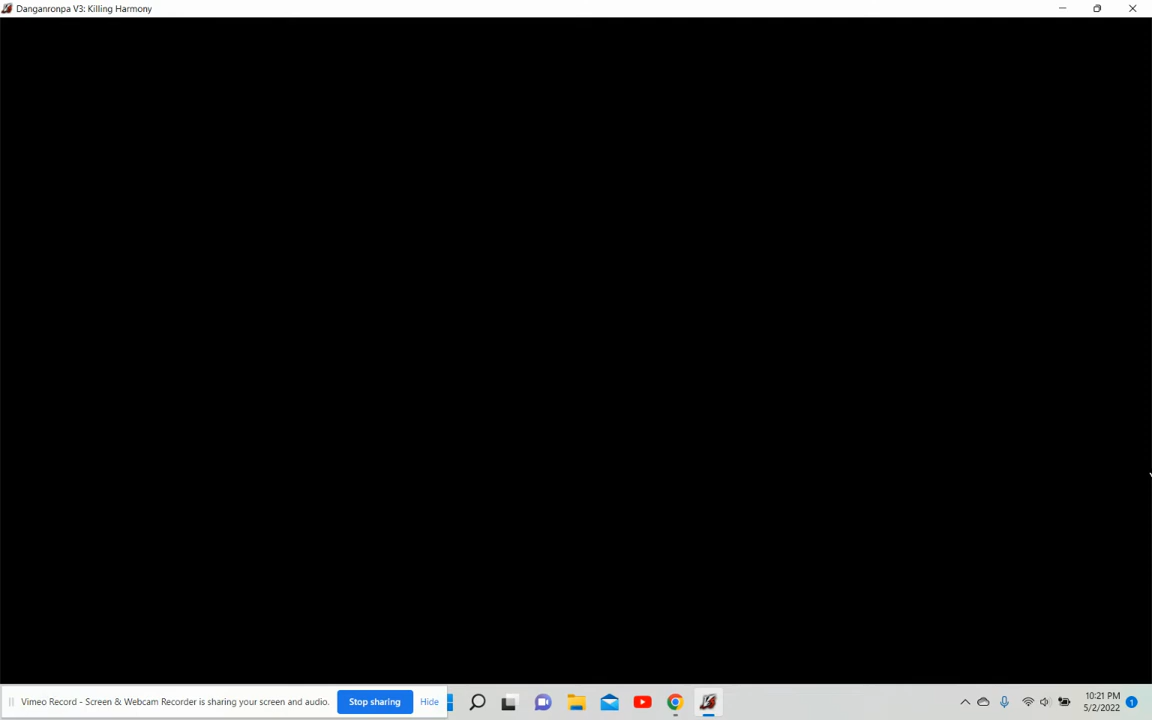 Danganronpa V3: Killing Harmony
Vimeo Record - Screen & Webcam Recorder is sharing your screen and audio.
Stop sharing
Hide
10:21 PM
5/2/2022
1